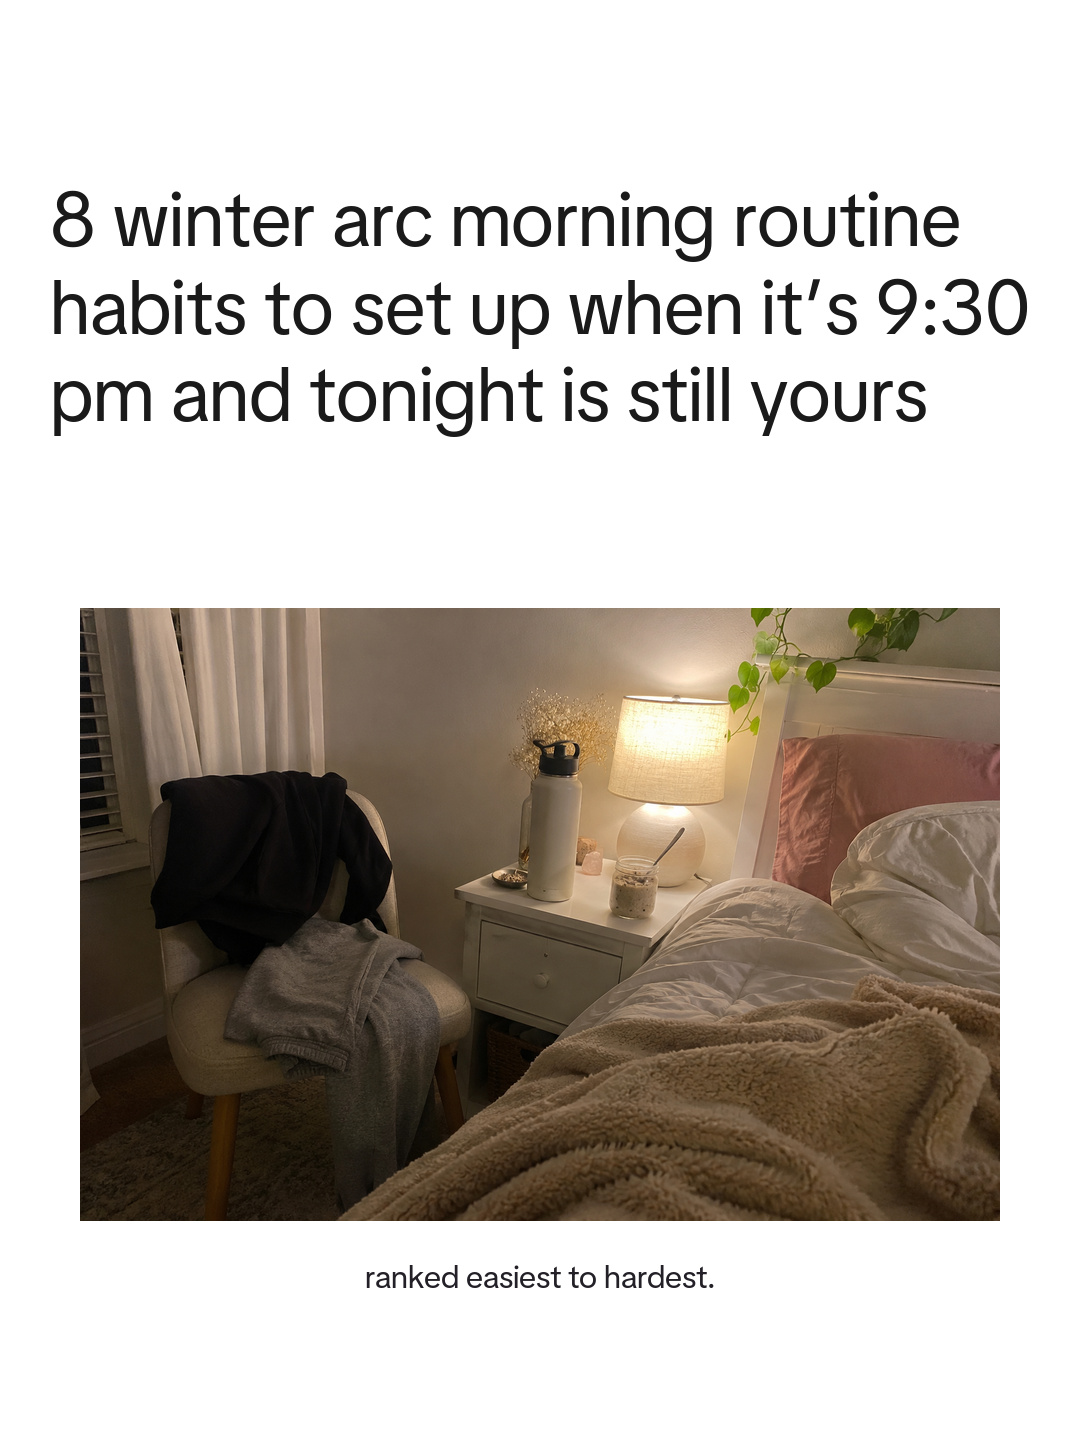 8 winter arc morning routine
habits to set up when it’s 9:30
pm and tonight is still yours
ranked easiest to hardest.